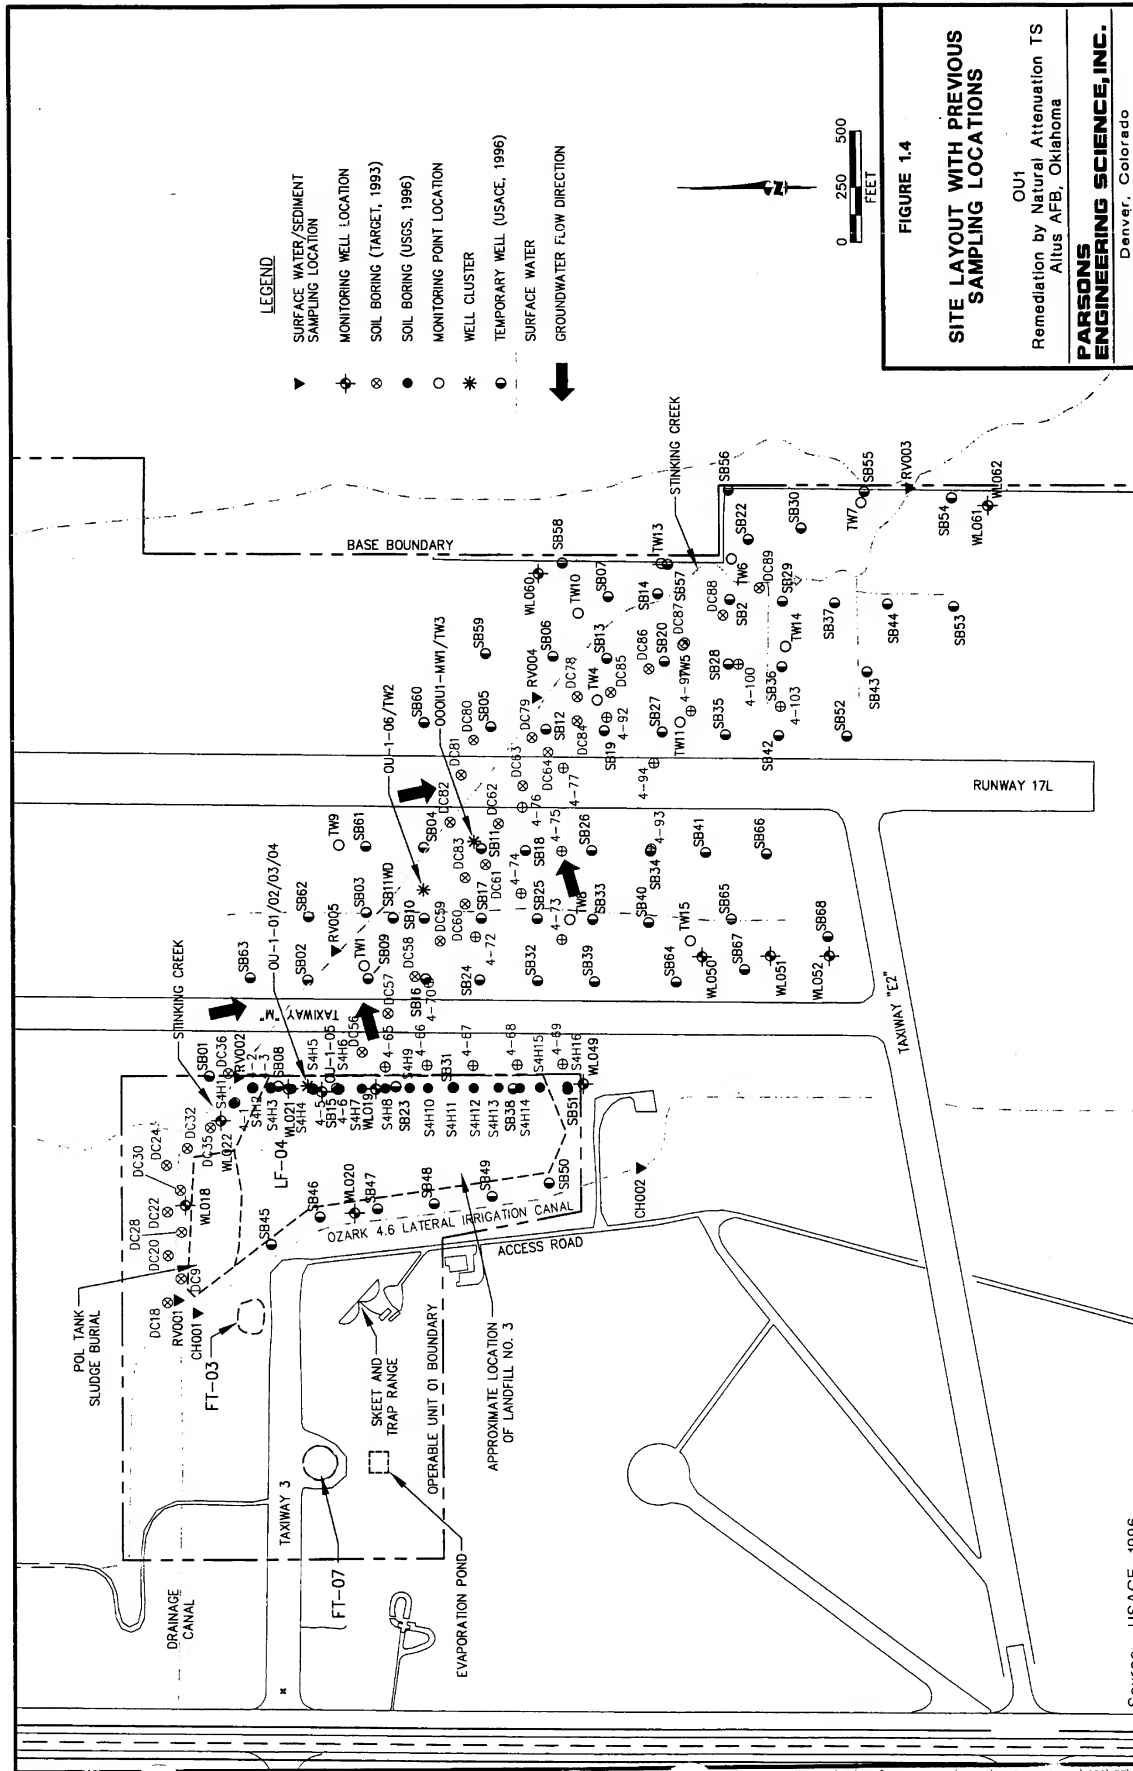 LEGEND
SURFACE WATER/SEDIMENT
SAMPLING LOCATION
MONITORING WELL LOCATION
SOIL BORING (TARGET, 1993)
SOIL BORING (USGS, 1996)
MONITORING POINT LOCATION
WELL CLUSTER
TEMPORARY WELL (USACE, 1996)
SURFACE WATER
GROUNDWATER FLOW DIRECTION
0 250 500
FEET
FIGURE 1.4
SITE LAYOUT WITH PREVIOUS
SAMPLING LOCATIONS
OU1
Remediation by Natural Attenuation TS
Altus AFB, Oklahoma
PARSONS
ENGINEERING SCIENCE, INC.
Denver, Colorado
N
BASE BOUNDARY
STINKING CREEK
STINKING CREEK
OU-1-06/TW2
OU-1-01/02/03/04
OU-1-05
POL TANK
SLUDGE BURIAL
DRAINAGE
CANAL
TAXIWAY 3
FT-03
FT-07
LF-04
SKEET AND
TRAP RANGE
EVAPORATION POND
OPERABLE UNIT 01 BOUNDARY
APPROXIMATE LOCATION
OF LANDFILL NO. 3
OZARK 4.6 LATERAL IRRIGATION CANAL
ACCESS ROAD
TAXIWAY "M"
TAXIWAY "E2"
RUNWAY 17L
DC18
DC20
DC28
DC22
DC30
DC24
DC32
DC35
DC36
DC9
RV001
CH001
WL018
WL022
S4H1
SB01
RV002
4-1
S4H2
4-2
S4H3
4-3
SB08
WL021
S4H4
S4H5
4-5
SB15
4-6
S4H6
S4H7
WL019
S4H8
SB23
S4H9
S4H10
SB31
S4H11
S4H12
S4H13
SB38
S4H14
S4H15
SB51
S4H16
WL049
4-65
4-66
4-67
4-68
4-69
DC56
SB45
SB46
WL020
SB47
SB48
SB49
SB50
CH002
SB63
SB02
RV005
SB62
TW1
SB09
SB03
SB61
TW9
SB11WD
SB10
DC57
DC58
SB16
4-70
DC59
SB24
4-72
DC60
SB17
DC61
DC83
SB04
DC82
SB11
DC62
DC81
DC80
SB60
SB05
SB59
4-74
SB18
SB25
4-73
TW8
SB32
SB39
SB33
4-75
SB26
4-76
DC63
DC64
4-77
DC79
SB12
RV004
SB06
DC78
DC84
TW4
SB19
4-92
DC85
SB13
SB07
TW10
WL060
SB58
TW13
SB57
SB14
DC87
SB20
DC86
TW5
4-97
TW11
SB27
4-94
4-93
SB34
SB40
SB41
SB66
SB65
TW15
WL050
SB64
SB67
WL051
WL052
SB68
SB35
SB28
4-100
SB2
DC88
TW6
SB22
SB56
DC89
SB30
SB29
TW14
SB36
4-103
SB42
SB37
SB52
SB43
SB44
SB53
TW7
SB55
RV003
SB54
WL061
WL062